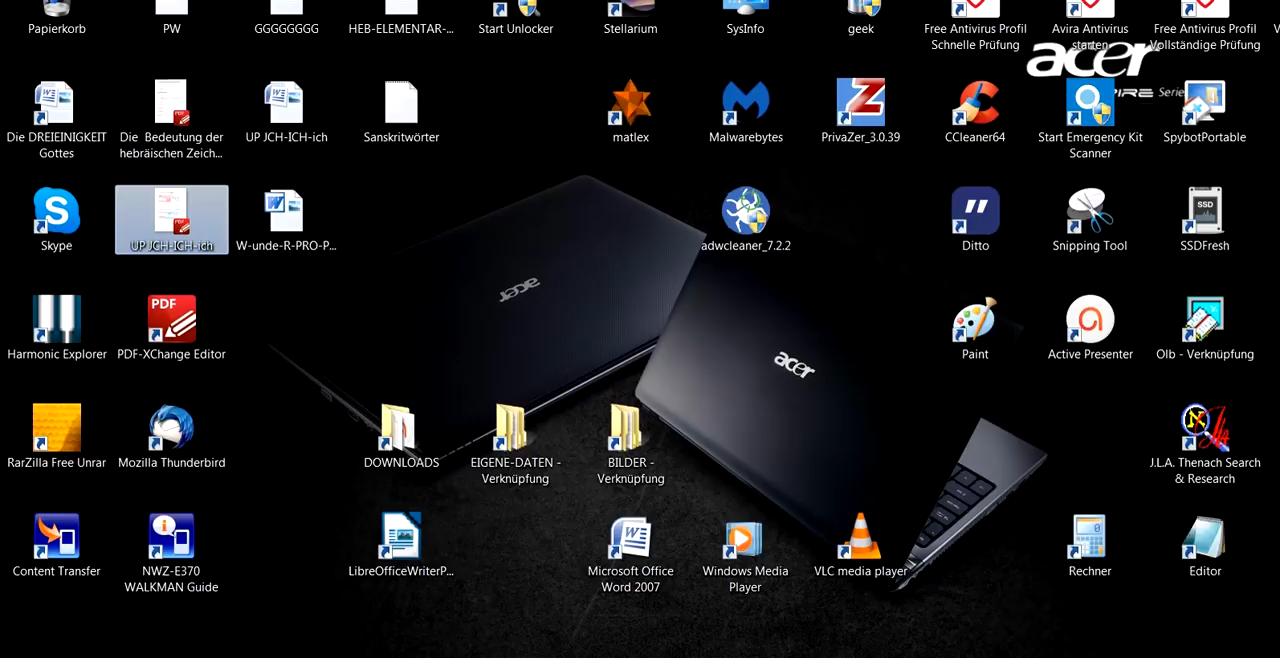 Papierkorb
PW
GGGGGGGG
HEB-ELEMENTAR-...
Start Unlocker
Stellarium
SysInfo
geek
Free Antivirus Profil
Schnelle Prüfung
Avira Antivirus
starten
Free Antivirus Profil
Vollständige Prüfung
acer
Serie
Die DREIEINIGKEIT
Gottes
Die Bedeutung der
hebräischen Zeich...
UP JCH-ICH-ich
Sanskritwörter
matlex
Malwarebytes
PrivaZer_3.0.39
CCleaner64
Start Emergency Kit
Scanner
SpybotPortable
Skype
UP JCH-ICH-ich
W-unde-R-PRO-P...
adwcleaner_7.2.2
Ditto
Snipping Tool
SSD
SSDFresh
acer
PDF
Harmonic Explorer
PDF-XChange Editor
acer
Paint
Active Presenter
Olb - Verknüpfung
RarZilla Free Unrar
Mozilla Thunderbird
DOWNLOADS
EIGENE-DATEN -
Verknüpfung
BILDER -
Verknüpfung
J.L.A. Thenach Search
& Research
Content Transfer
NWZ-E370
WALKMAN Guide
LibreOfficeWriterP...
Microsoft Office
Word 2007
Windows Media
Player
VLC media player
Rechner
Editor